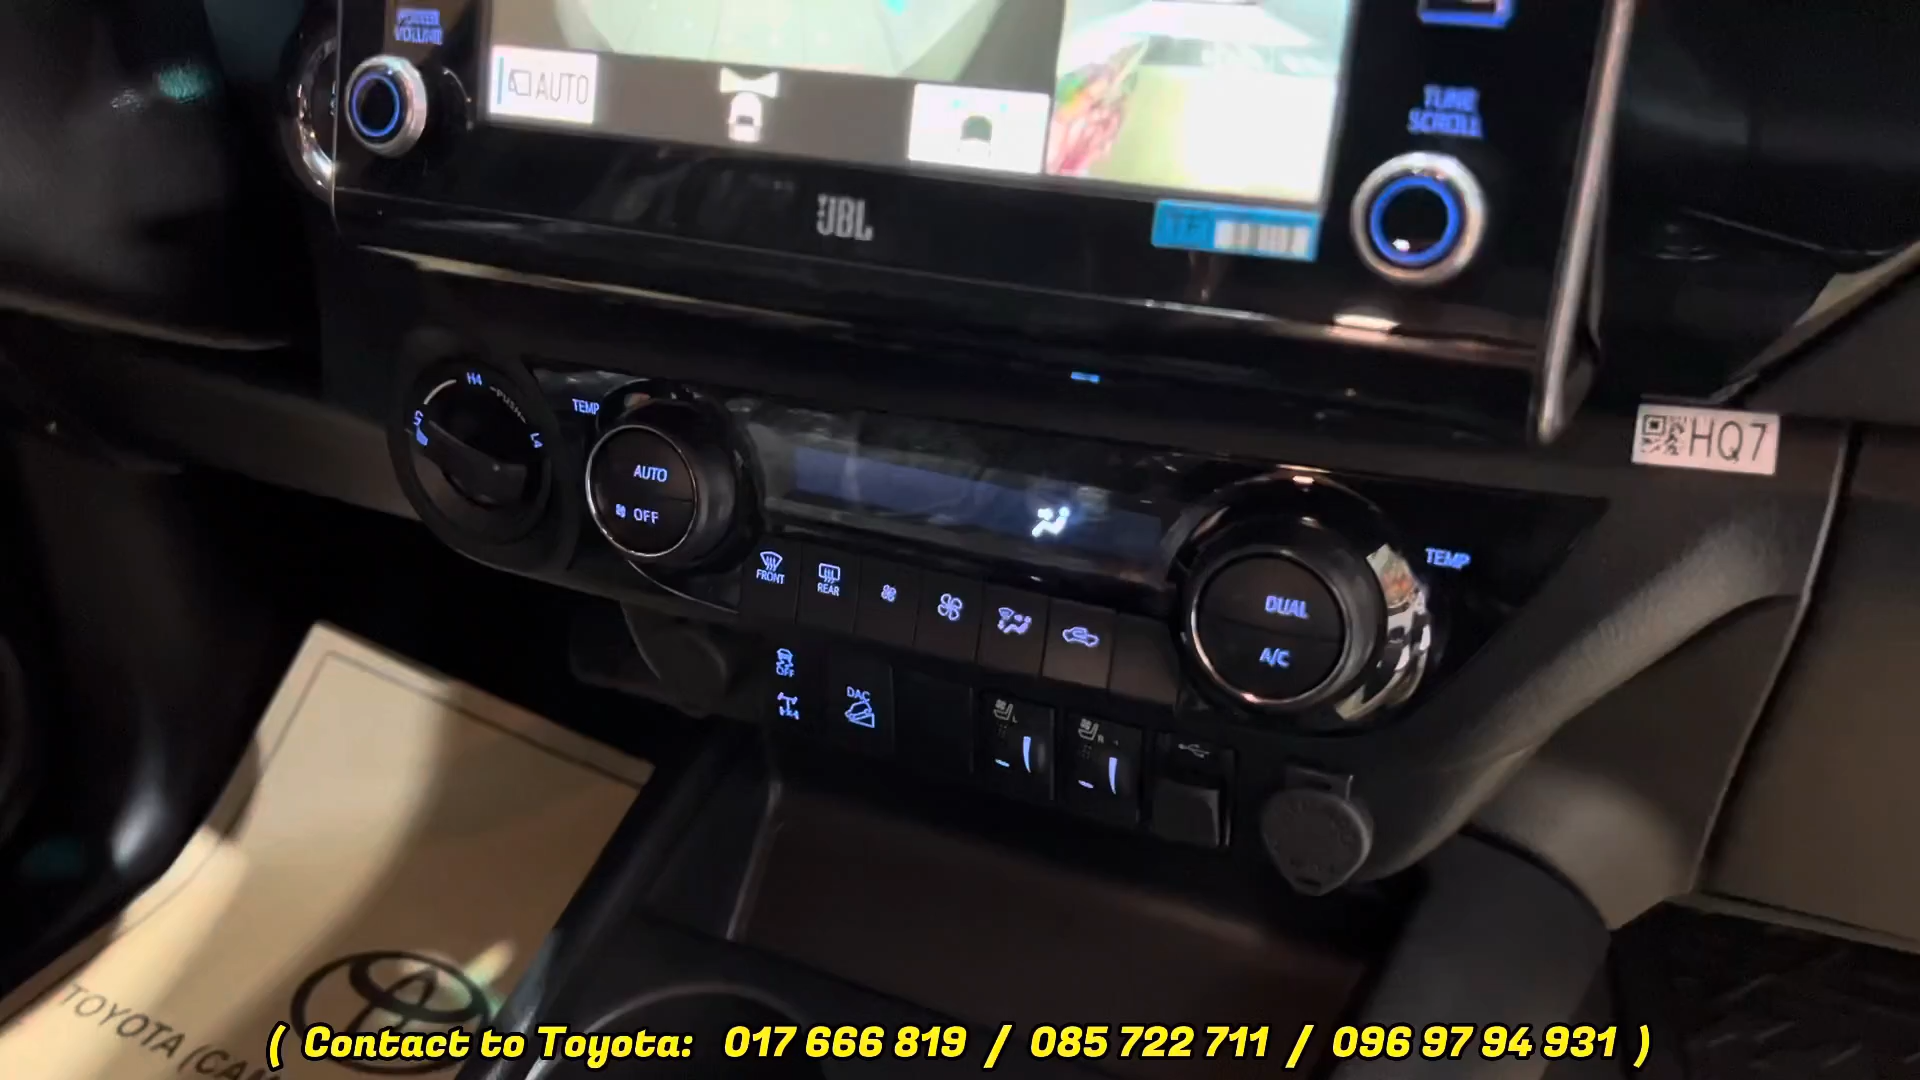 POWER
VOLUME
AUTO
TUNE
SCROLL
JBL
H4
PUSH
L4
TEMP
AUTO
OFF
HQ7
TEMP
DUAL
A/C
FRONT
REAR
OFF
DAC
L
R
TOYOTA (CAM
( Contact to Toyota: 017 666 819 / 085 722 711 / 096 97 94 931 )